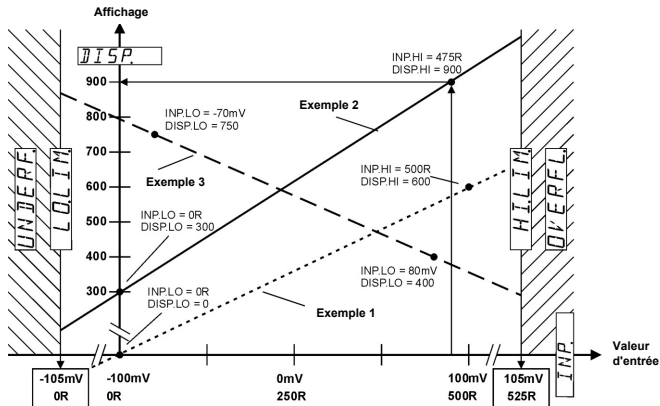 Affichage
DISP.
900
800
700
600
500
400
300
INP.HI = 475R
DISP.HI = 900
Exemple 2
INP.LO = -70mV
DISP.LO = 750
Exemple 3
INP.HI = 500R
DISP.HI = 600
INP.LO = 0R
DISP.LO = 300
INP.LO = 80mV
DISP.LO = 400
INP.LO = 0R
DISP.LO = 0
Exemple 1
UNDERF.
LO.LIM.
HI.LIM.
OVERFL.
INP.
Valeur
d'entrée
-105mV
0R
-100mV
0R
0mV
250R
100mV
500R
105mV
525R